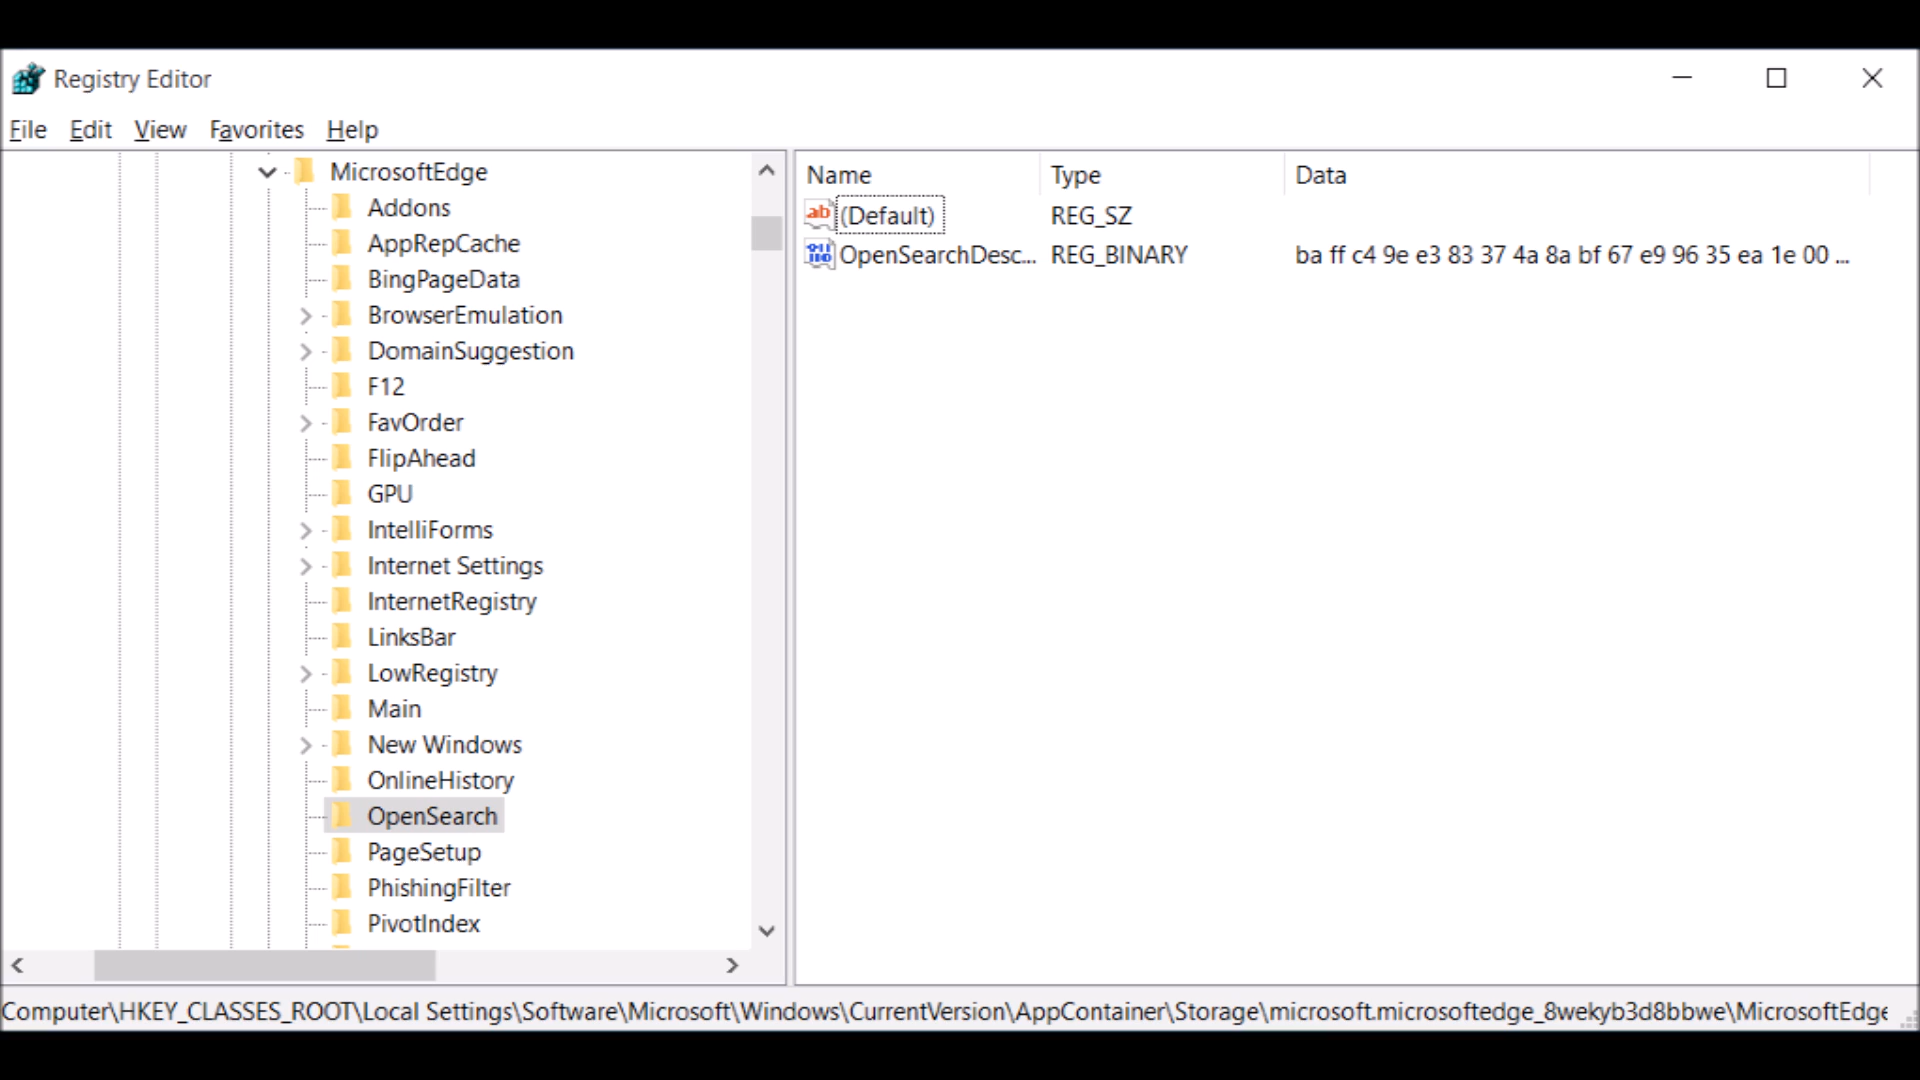 Registry Editor
File Edit View Favorites Help
MicrosoftEdge
Addons
AppRepCache
BingPageData
BrowserEmulation
DomainSuggestion
F12
FavOrder
FlipAhead
GPU
IntelliForms
Internet Settings
InternetRegistry
LinksBar
LowRegistry
Main
New Windows
OnlineHistory
OpenSearch
PageSetup
PhishingFilter
PivotIndex
Name Type Data
ab (Default) REG_SZ
OpenSearchDesc... REG_BINARY ba ff c4 9e e3 83 37 4a 8a bf 67 e9 96 35 ea 1e 00 ...
Computer\HKEY_CLASSES_ROOT\Local Settings\Software\Microsoft\Windows\CurrentVersion\AppContainer\Storage\microsoft.microsoftedge_8wekyb3d8bbwe\MicrosoftEdge